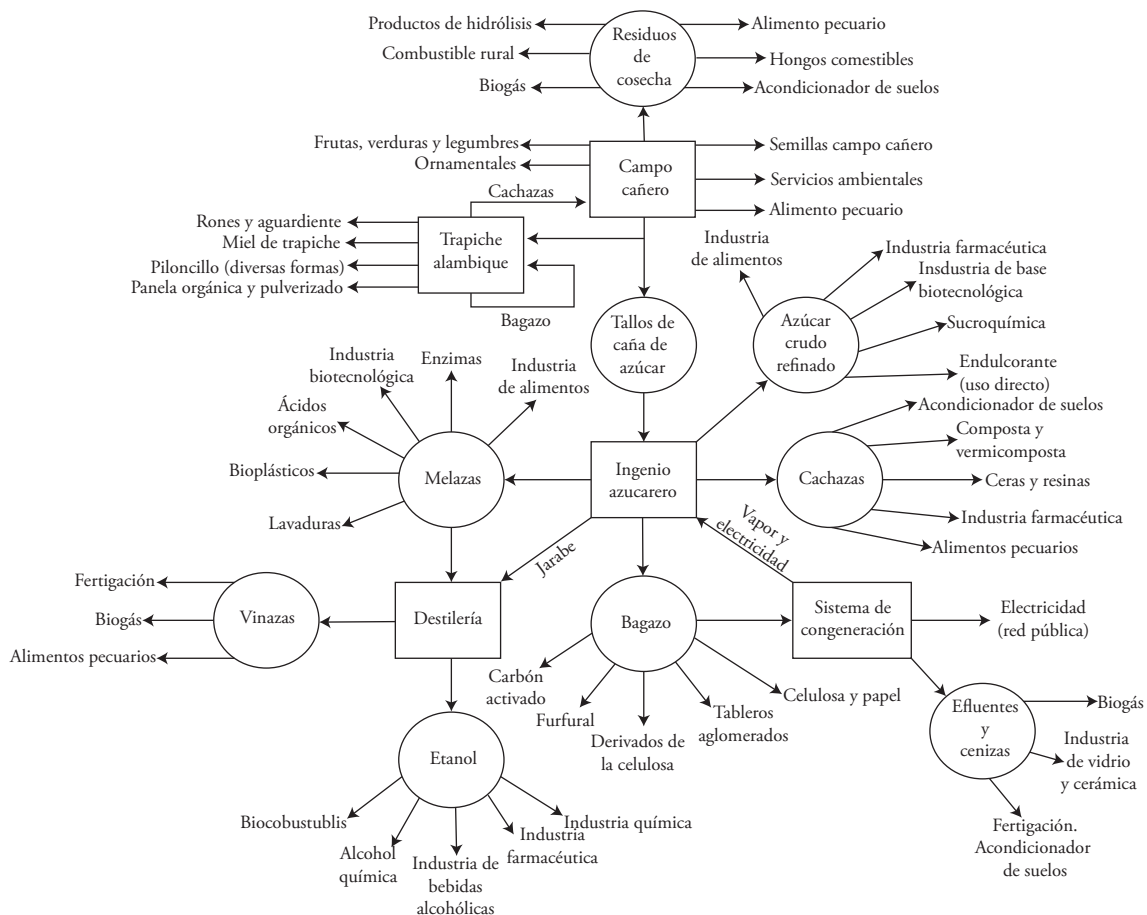 Productos de hidrólisis
Combustible rural
Biogás
Residuos
de
cosecha
Alimento pecuario
Hongos comestibles
Acondicionador de suelos
Frutas, verduras y legumbres
Ornamentales
Campo
cañero
Semillas campo cañero
Servicios ambientales
Alimento pecuario
Cachazas
Rones y aguardiente
Miel de trapiche
Piloncillo (diversas formas)
Panela orgánica y pulverizado
Trapiche
alambique
Bagazo
Tallos de
caña de
azúcar
Industria
de alimentos
Azúcar
crudo
refinado
Industria farmacéutica
Insdustria de base
biotecnológica
Sucroquímica
Endulcorante
(uso directo)
Industria
biotecnológica
Enzimas
Industria
de alimentos
Ácidos
orgánicos
Bioplásticos
Lavaduras
Melazas
Ingenio
azucarero
Cachazas
Acondicionador de suelos
Composta y
vermicomposta
Ceras y resinas
Industria farmacéutica
Alimentos pecuarios
Jarabe
Vapor y
electricidad
Fertigación
Biogás
Alimentos pecuarios
Vinazas
Destilería
Bagazo
Sistema de
congeneración
Electricidad
(red pública)
Carbón
activado
Furfural
Derivados de
la celulosa
Tableros
aglomerados
Celulosa y papel
Efluentes
y
cenizas
Biogás
Industria
de vidrio
y cerámica
Fertigación.
Acondicionador
de suelos
Etanol
Biocobustublis
Alcohol
química
Industria de
bebidas
alcohólicas
Industria
farmacéutica
Industria química